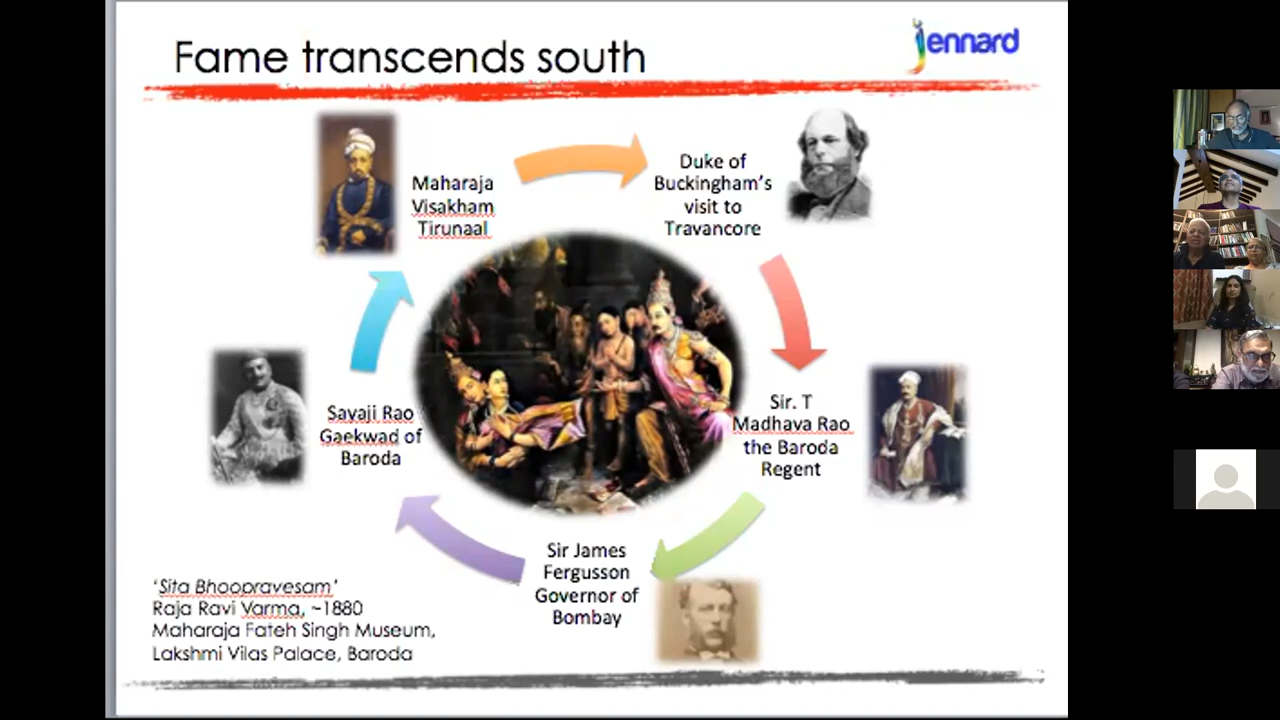 Fame transcends south
jennard
Maharaja
Visakham
Tirunaal
Duke of
Buckingham's
visit to
Travancore
Sir. T
Madhava Rao
the Baroda
Regent
Sir James
Fergusson
Governor of
Bombay
Sayaji Rao
Gaekwad of
Baroda
'Sita Bhoopravesam'
Raja Ravi Varma, ~1880
Maharaja Fateh Singh Museum,
Lakshmi Vilas Palace, Baroda